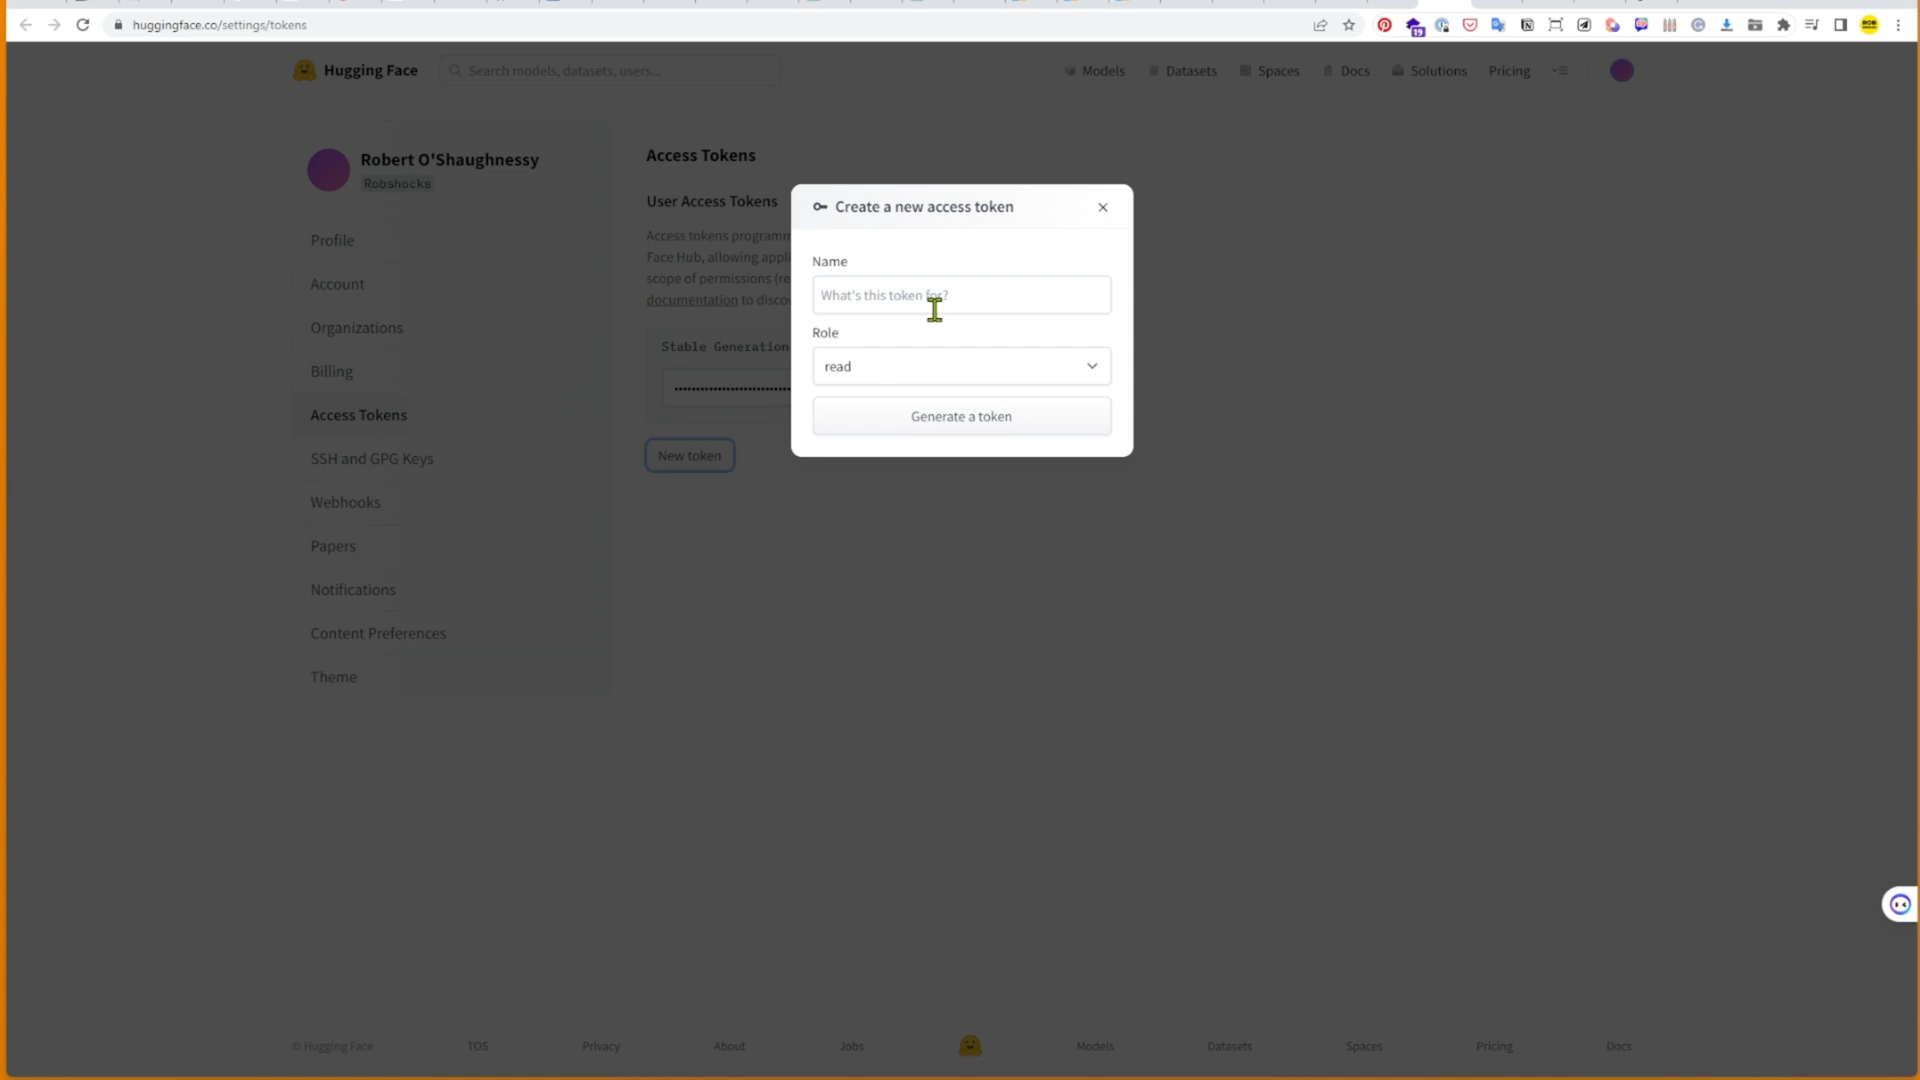 huggingface.co/settings/tokens
19
Hugging Face
Search models, datasets, users...
Models
Datasets
Spaces
Docs
Solutions
Pricing
Robert O'Shaughnessy
Robshocks
Profile
Account
Organizations
Billing
Access Tokens
SSH and GPG Keys
Webhooks
Papers
Notifications
Content Preferences
Theme
Access Tokens
User Access Tokens
Access tokens programm
Face Hub, allowing appli
scope of permissions (re
documentation to disco
Stable Generation
New token
Create a new access token
Name
What's this token for?
Role
read
Generate a token
© Hugging Face
TOS
Privacy
About
Jobs
Models
Datasets
Spaces
Pricing
Docs